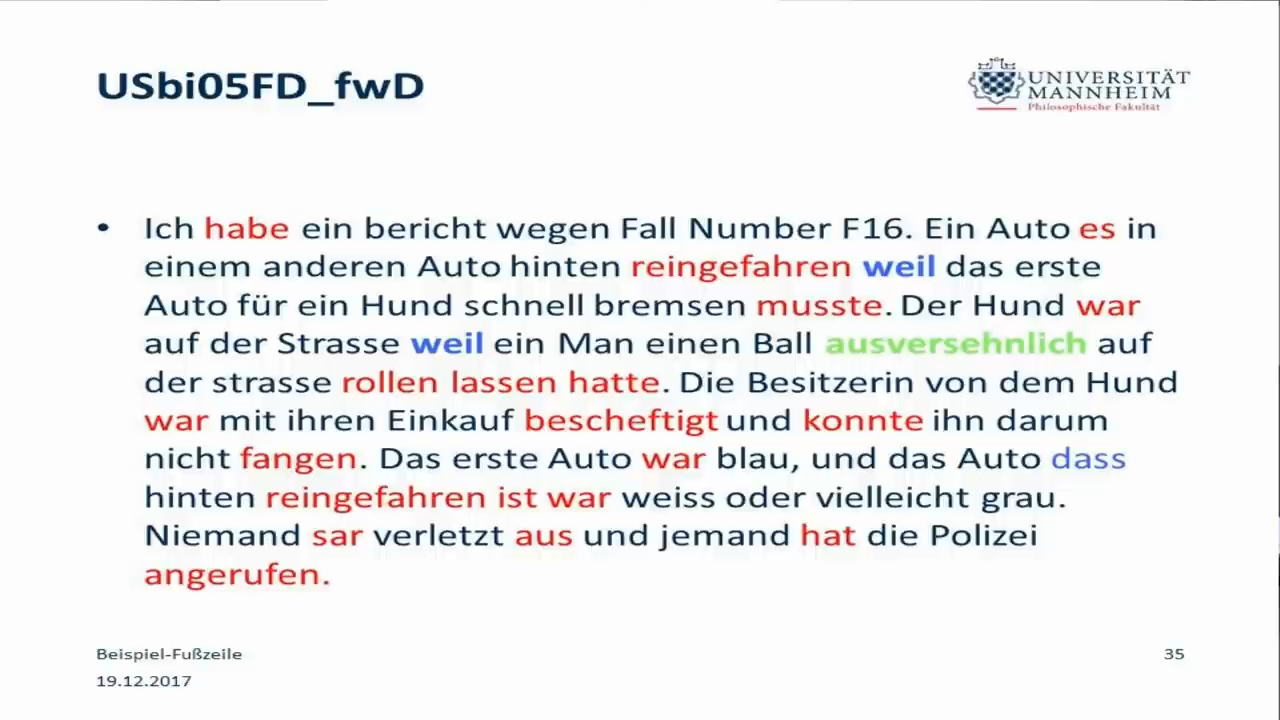 USbi05FD_fwD
UNIVERSITÄT
MANNHEIM
Philosophische Fakultät
• Ich habe ein bericht wegen Fall Number F16. Ein Auto es in
einem anderen Auto hinten reingefahren weil das erste
Auto für ein Hund schnell bremsen musste. Der Hund war
auf der Strasse weil ein Man einen Ball ausversehnlich auf
der strasse rollen lassen hatte. Die Besitzerin von dem Hund
war mit ihren Einkauf bescheftigt und konnte ihn darum
nicht fangen. Das erste Auto war blau, und das Auto dass
hinten reingefahren ist war weiss oder vielleicht grau.
Niemand sar verletzt aus und jemand hat die Polizei
angerufen.
Beispiel-Fußzeile
35
19.12.2017